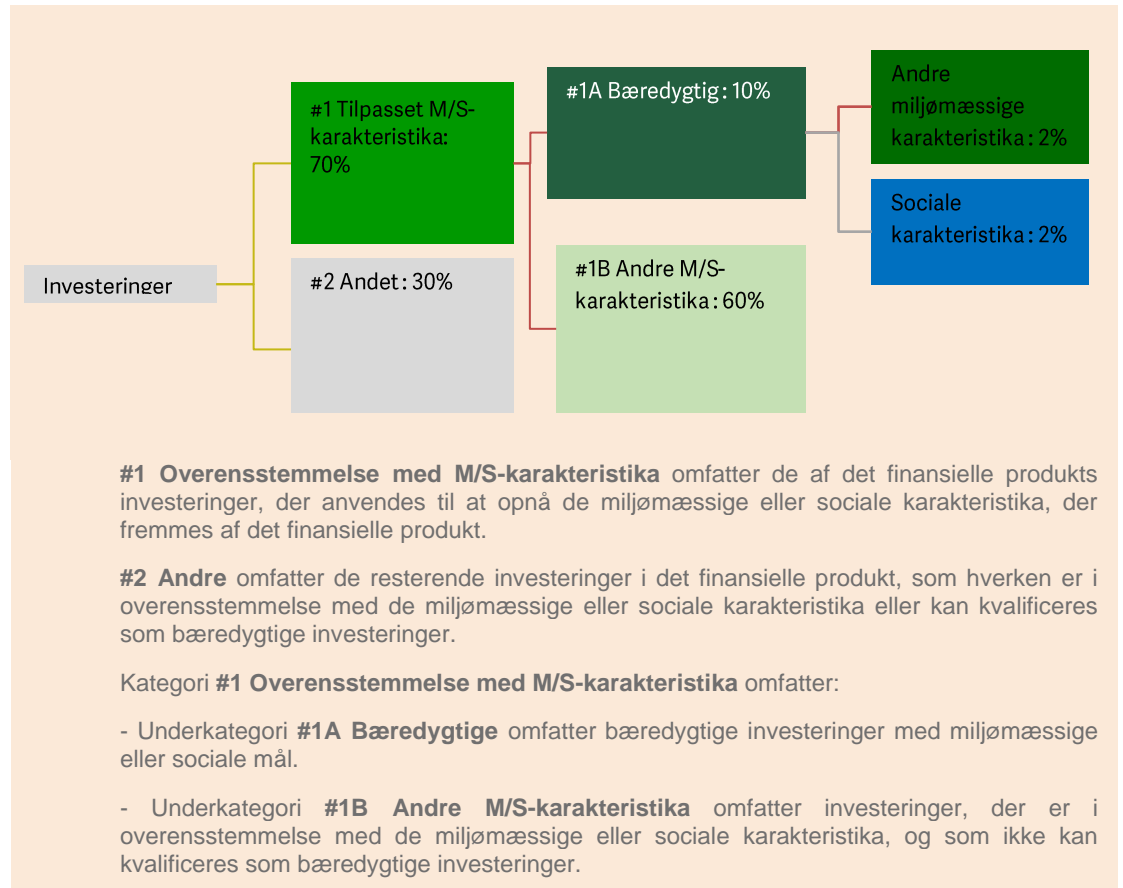 Investeringer
#1 Tilpasset M/S-
karakteristika:
70%
#2 Andet: 30%
#1A Bæredygtig: 10%
#1B Andre M/S-
karakteristika: 60%
Andre
miljømæssige
karakteristika: 2%
Sociale
karakteristika: 2%
#1 Overensstemmelse med M/S-karakteristika omfatter de af det finansielle produkts
investeringer, der anvendes til at opnå de miljømæssige eller sociale karakteristika, der
fremmes af det finansielle produkt.
#2 Andre omfatter de resterende investeringer i det finansielle produkt, som hverken er i
overensstemmelse med de miljømæssige eller sociale karakteristika eller kan kvalificeres
som bæredygtige investeringer.
Kategori #1 Overensstemmelse med M/S-karakteristika omfatter:
- Underkategori #1A Bæredygtige omfatter bæredygtige investeringer med miljømæssige
eller sociale mål.
- Underkategori #1B Andre M/S-karakteristika omfatter investeringer, der er i
overensstemmelse med de miljømæssige eller sociale karakteristika, og som ikke kan
kvalificeres som bæredygtige investeringer.